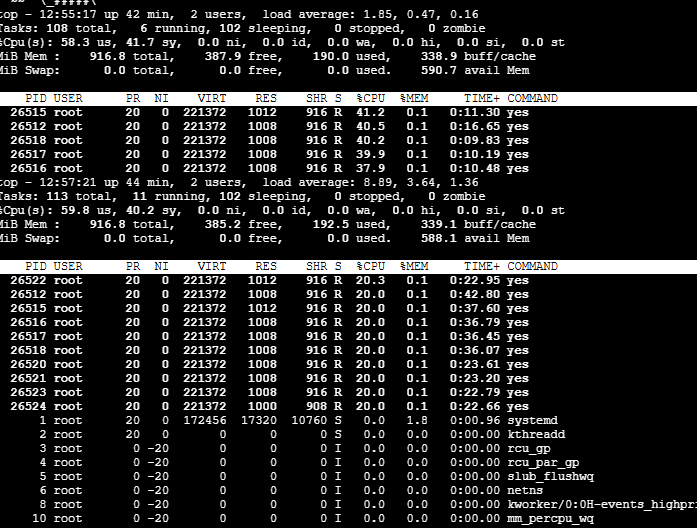 ~~ \_#####\
top - 12:55:17 up 42 min,  2 users,  load average: 1.85, 0.47, 0.16
Tasks: 108 total,   6 running, 102 sleeping,   0 stopped,   0 zombie
%Cpu(s): 58.3 us, 41.7 sy,  0.0 ni,  0.0 id,  0.0 wa,  0.0 hi,  0.0 si,  0.0 st
MiB Mem :    916.8 total,    387.9 free,    190.0 used,    338.9 buff/cache
MiB Swap:      0.0 total,      0.0 free,      0.0 used.    590.7 avail Mem
PID USER      PR  NI    VIRT    RES    SHR S  %CPU  %MEM     TIME+ COMMAND
26515 root      20   0  221372   1012    916 R  41.2   0.1   0:11.30 yes
26512 root      20   0  221372   1008    916 R  40.5   0.1   0:16.65 yes
26518 root      20   0  221372   1008    916 R  40.2   0.1   0:09.83 yes
26517 root      20   0  221372   1008    916 R  39.9   0.1   0:10.19 yes
26516 root      20   0  221372   1008    916 R  37.9   0.1   0:10.48 yes
top - 12:57:21 up 44 min,  2 users,  load average: 8.89, 3.64, 1.36
Tasks: 113 total,  11 running, 102 sleeping,   0 stopped,   0 zombie
%Cpu(s): 59.8 us, 40.2 sy,  0.0 ni,  0.0 id,  0.0 wa,  0.0 hi,  0.0 si,  0.0 st
MiB Mem :    916.8 total,    385.2 free,    192.5 used,    339.1 buff/cache
MiB Swap:      0.0 total,      0.0 free,      0.0 used.    588.1 avail Mem
PID USER      PR  NI    VIRT    RES    SHR S  %CPU  %MEM     TIME+ COMMAND
26522 root      20   0  221372   1012    916 R  20.3   0.1   0:22.95 yes
26512 root      20   0  221372   1008    916 R  20.0   0.1   0:42.80 yes
26515 root      20   0  221372   1012    916 R  20.0   0.1   0:37.60 yes
26516 root      20   0  221372   1008    916 R  20.0   0.1   0:36.79 yes
26517 root      20   0  221372   1008    916 R  20.0   0.1   0:36.45 yes
26518 root      20   0  221372   1008    916 R  20.0   0.1   0:36.07 yes
26520 root      20   0  221372   1008    916 R  20.0   0.1   0:23.61 yes
26521 root      20   0  221372   1008    916 R  20.0   0.1   0:23.20 yes
26523 root      20   0  221372   1008    916 R  20.0   0.1   0:22.79 yes
26524 root      20   0  221372   1000    908 R  20.0   0.1   0:22.66 yes
1 root      20   0  172456  17320  10760 S   0.0   1.8   0:00.96 systemd
2 root      20   0       0      0      0 S   0.0   0.0   0:00.00 kthreadd
3 root       0 -20       0      0      0 I   0.0   0.0   0:00.00 rcu_gp
4 root       0 -20       0      0      0 I   0.0   0.0   0:00.00 rcu_par_gp
5 root       0 -20       0      0      0 I   0.0   0.0   0:00.00 slub_flushwq
6 root       0 -20       0      0      0 I   0.0   0.0   0:00.00 netns
8 root       0 -20       0      0      0 I   0.0   0.0   0:00.00 kworker/0:0H-events_highpri
10 root       0 -20       0      0      0 I   0.0   0.0   0:00.00 mm_percpu_wq